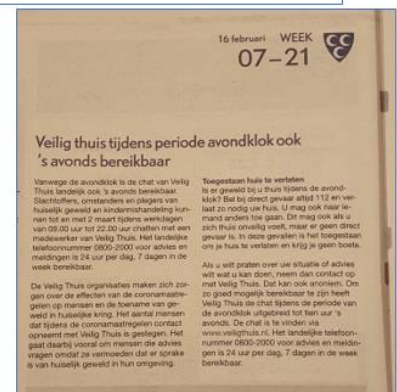 16 februari WEEK
07-21
CCC
Veilig thuis tijdens periode avondklok ook
's avonds bereikbaar
Vanwege de avondklok is de chat van Veilig
Thuis landelijk ook 's avonds bereikbaar.
Slachtoffers, omstanders en plegers van
huiselijk geweld en kindermishandeling kun-
nen tot en met 2 maart tijdens werkdagen
van 09.00 uur tot 22.00 uur chatten met een
medewerker van Veilig Thuis. Het landelijke
telefoonnummer 0800-2000 voor advies en
meldingen is 24 uur per dag, 7 dagen in de
week bereikbaar.
De Veilig Thuis organisaties maken zich zor-
gen over de effecten van de coronamaatre-
gelen op mensen en de toename van ge-
weld in huiselijke kring. Het aantal mensen
dat tijdens de coronamaatregelen contact
opneemt met Veilig Thuis is gestegen. Het
gaat daarbij vooral om mensen die advies
vragen omdat ze vermoeden dat er sprake
is van huiselijk geweld in hun omgeving.
Toegestaan huis te verlaten
Is er geweld bij u thuis tijdens de avond-
klok? Bel bij direct gevaar altijd 112 en ver-
laat zo nodig uw huis. U mag ook naar ie-
mand anders toe gaan. Dit mag ook als u
zich thuis onveilig voelt, maar er geen direct
gevaar is. In deze gevallen is het toegestaan
om je huis te verlaten en krijg je geen boete.
Als u wilt praten over uw situatie of advies
wilt wat u kan doen, neem dan contact op
met Veilig Thuis. Dat kan ook anoniem. Om
zo goed mogelijk bereikbaar te zijn heeft
Veilig Thuis de chat tijdens de periode van
de avondklok uitgebreid tot tien uur 's
avonds. De chat is te vinden via
www.veiligthuis.nl. Het landelijke telefoon-
nummer 0800-2000 voor advies en meldin-
gen is 24 uur per dag, 7 dagen in de week
bereikbaar.